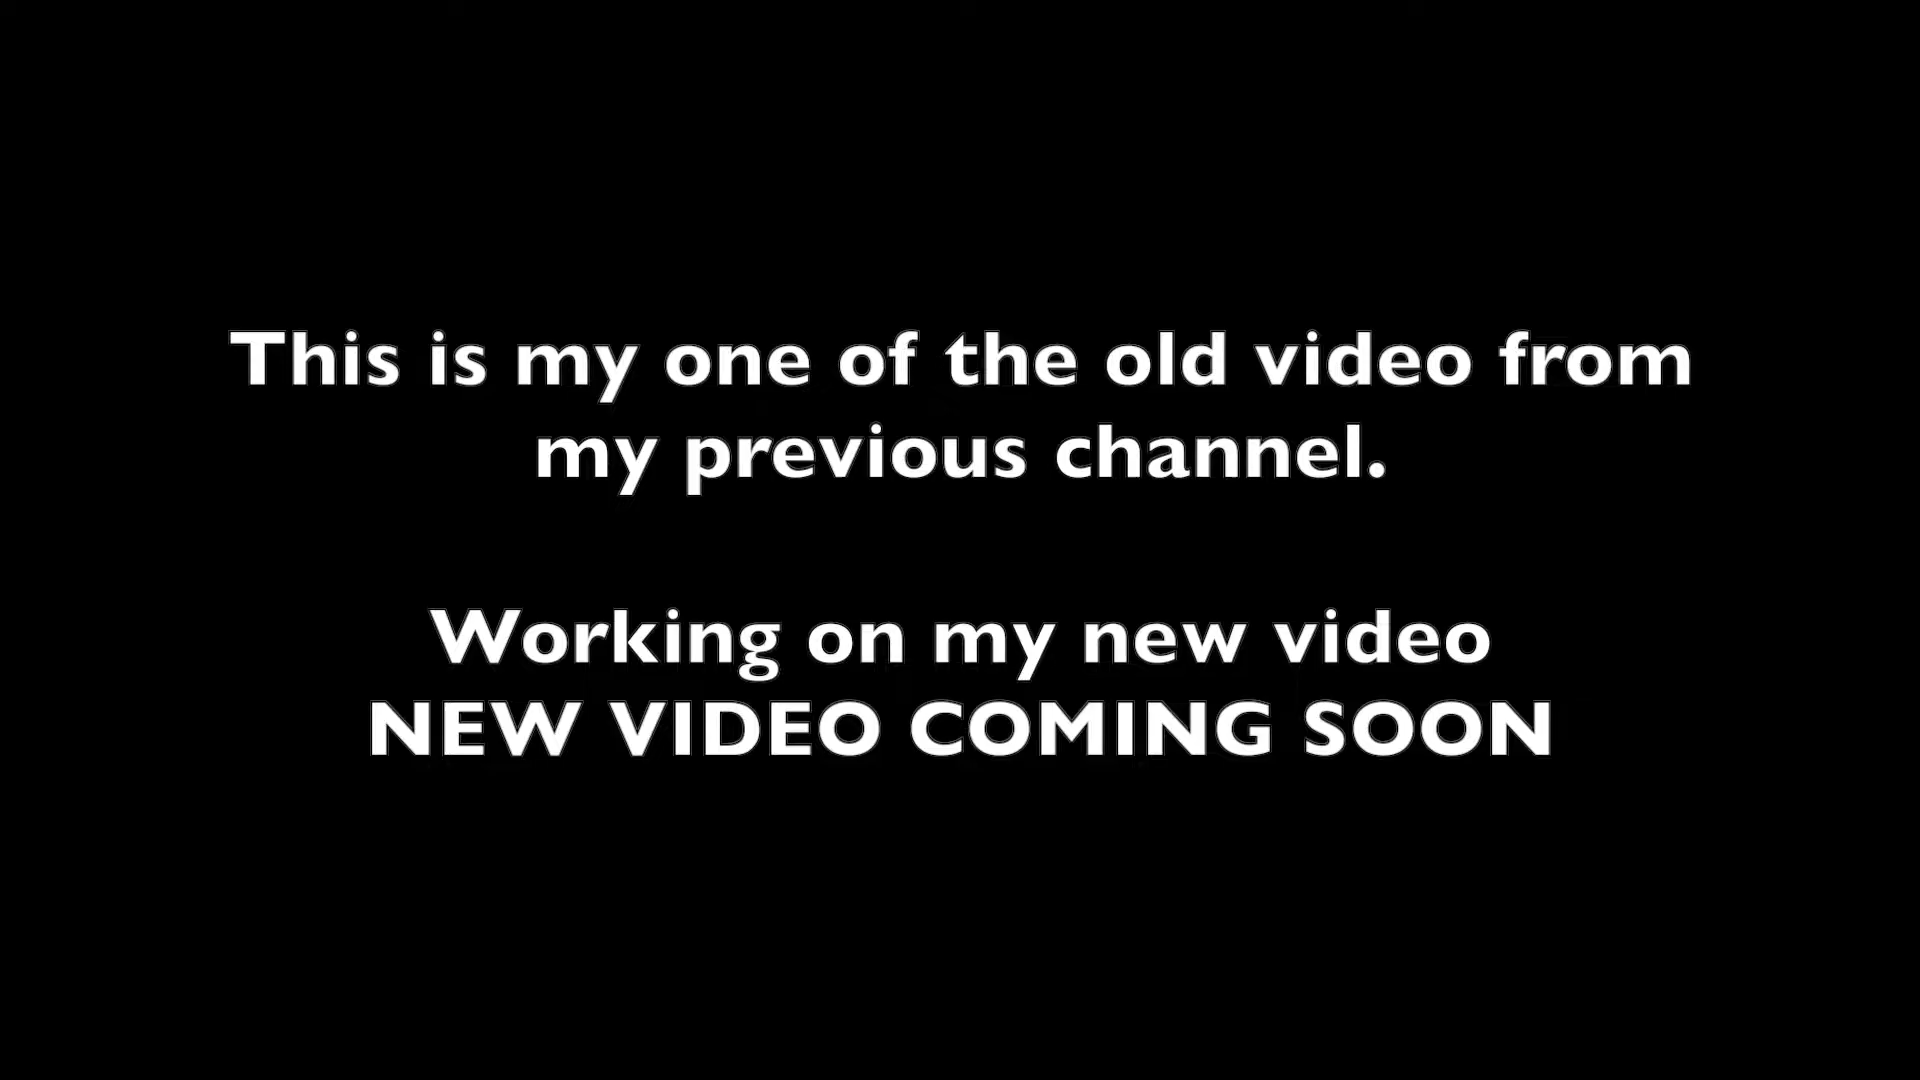 This is my one of the old video from
my previous channel.
Working on my new video
NEW VIDEO COMING SOON